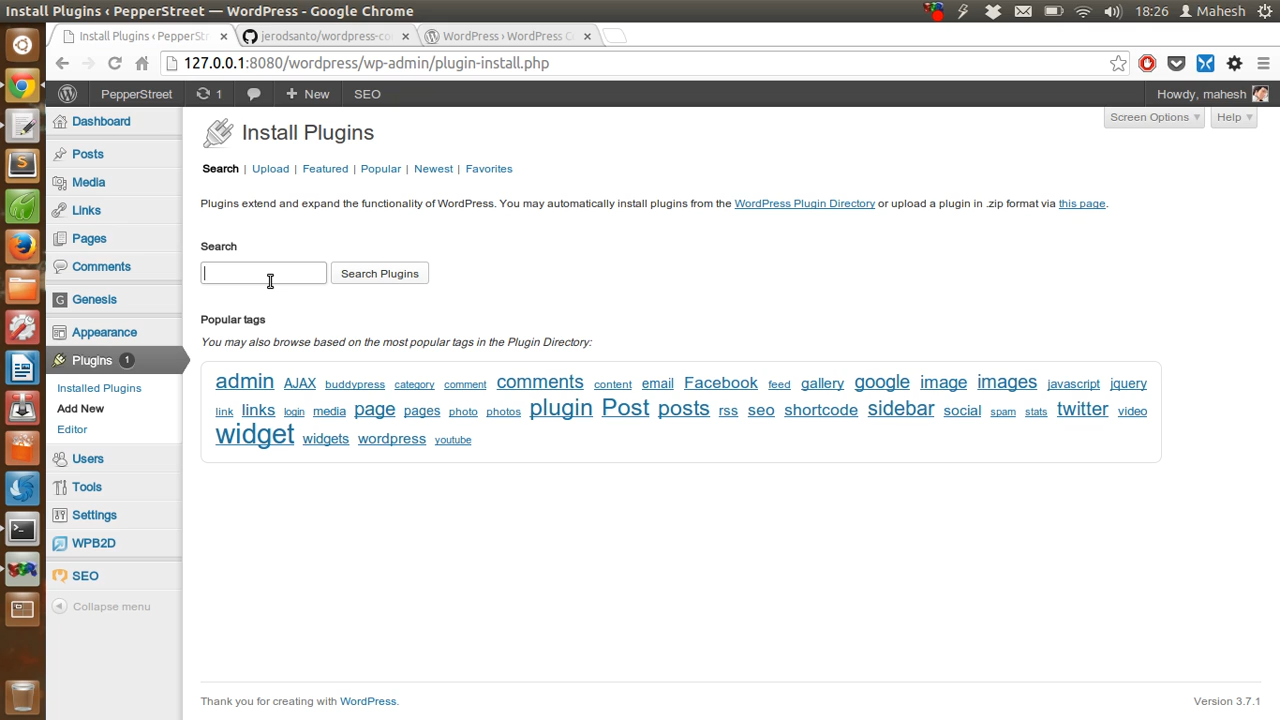 Install Plugins ‹ PepperStreet — WordPress - Google Chrome
18:26 Mahesh
Install Plugins ‹ PepperStr × jerodsanto/wordpress-co × WordPress › WordPress C ×
127.0.0.1:8080/wordpress/wp-admin/plugin-install.php
PepperStreet 1 + New SEO Howdy, mahesh
Screen Options Help
Dashboard
Posts
Media
Links
Pages
Comments
Genesis
Appearance
Plugins 1
Installed Plugins
Add New
Editor
Users
Tools
Settings
WPB2D
SEO
Collapse menu
Install Plugins
Search | Upload | Featured | Popular | Newest | Favorites
Plugins extend and expand the functionality of WordPress. You may automatically install plugins from the WordPress Plugin Directory or upload a plugin in .zip format via this page.
Search
Search Plugins
Popular tags
You may also browse based on the most popular tags in the Plugin Directory:
admin AJAX buddypress category comment comments content email Facebook feed gallery google image images javascript jquery
link links login media page pages photo photos plugin Post posts rss seo shortcode sidebar social spam stats twitter video
widget widgets wordpress youtube
Thank you for creating with WordPress.
Version 3.7.1